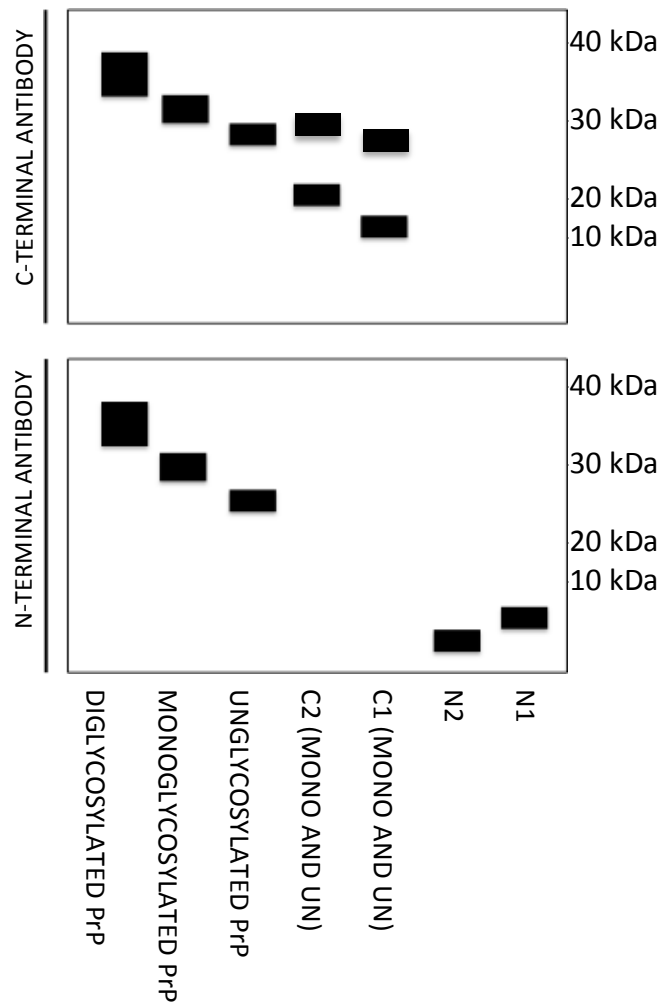 C-TERMINAL ANTIBODY
40 kDa
30 kDa
20 kDa
10 kDa
N-TERMINAL ANTIBODY
40 kDa
30 kDa
20 kDa
10 kDa
DIGLYCOSYLATED PrP
MONOGLYCOSYLATED PrP
UNGLYCOSYLATED PrP
C2 (MONO AND UN)
C1 (MONO AND UN)
N2
N1